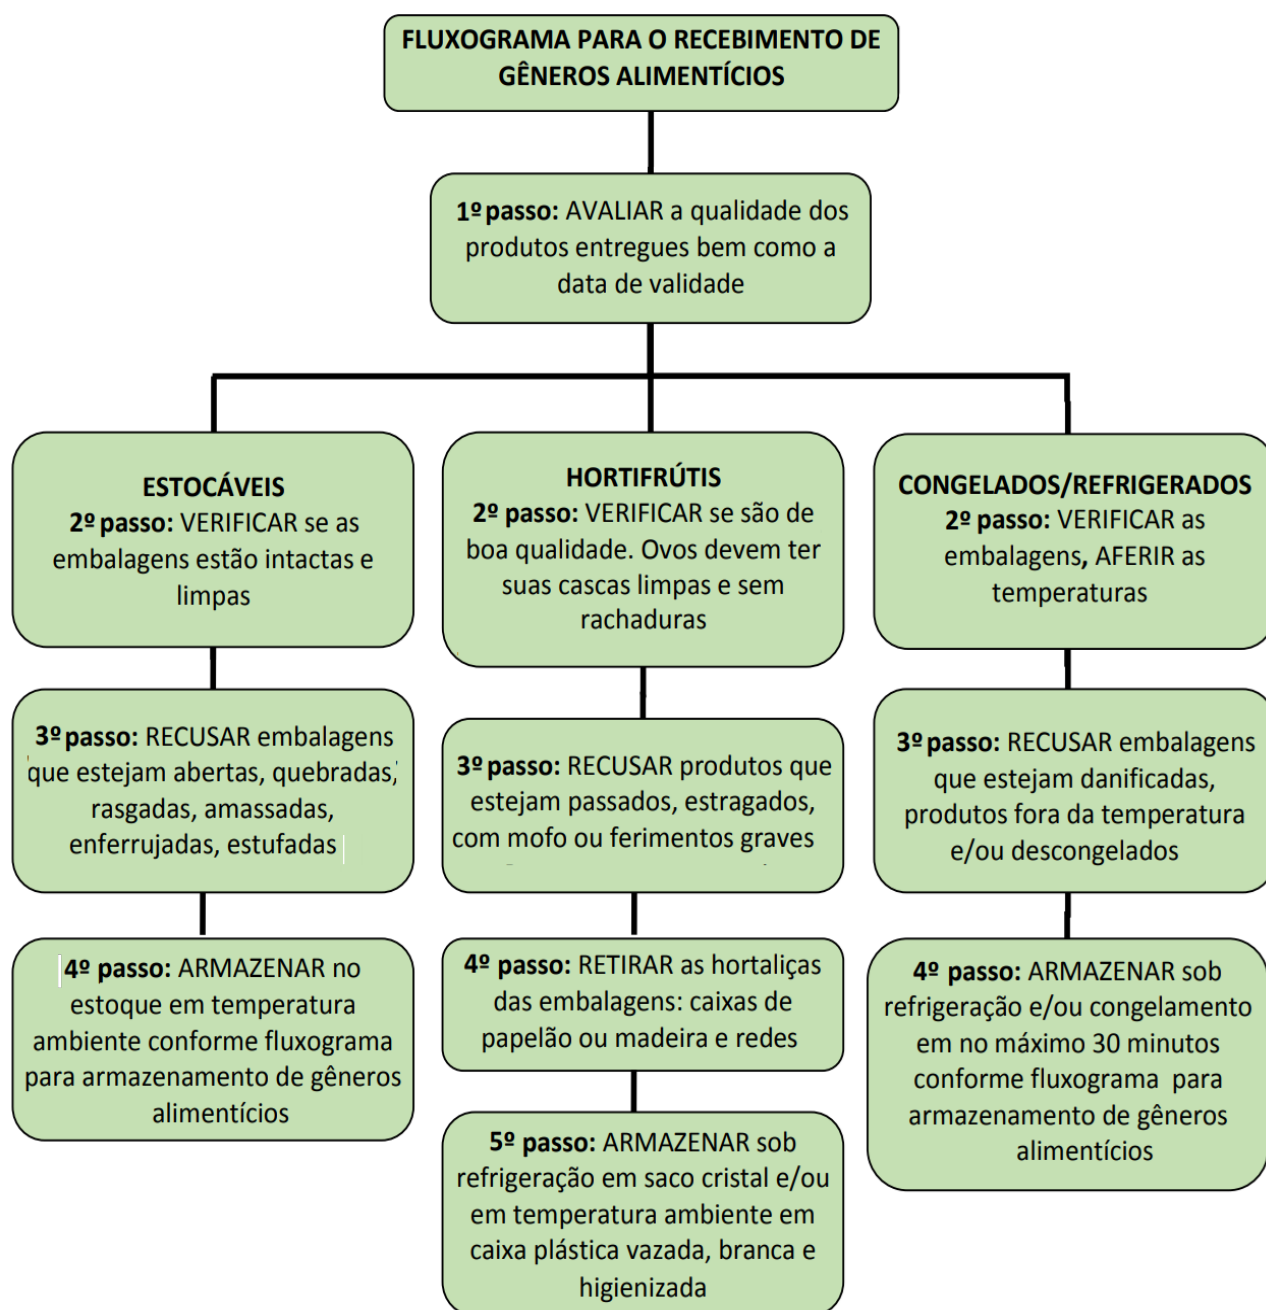 FLUXOGRAMA PARA O RECEBIMENTO DE
GÊNEROS ALIMENTÍCIOS
1º passo: AVALIAR a qualidade dos
produtos entregues bem como a
data de validade
ESTOCÁVEIS
2º passo: VERIFICAR se as
embalagens estão intactas e
limpas
3º passo: RECUSAR embalagens
que estejam abertas, quebradas,
rasgadas, amassadas,
enferrujadas, estufadas
4º passo: ARMAZENAR no
estoque em temperatura
ambiente conforme fluxograma
para armazenamento de gêneros
alimentícios
HORTIFRÚTIS
2º passo: VERIFICAR se são de
boa qualidade. Ovos devem ter
suas cascas limpas e sem
rachaduras
3º passo: RECUSAR produtos que
estejam passados, estragados,
com mofo ou ferimentos graves
4º passo: RETIRAR as hortaliças
das embalagens: caixas de
papelão ou madeira e redes
5º passo: ARMAZENAR sob
refrigeração em saco cristal e/ou
em temperatura ambiente em
caixa plástica vazada, branca e
higienizada
CONGELADOS/REFRIGERADOS
2º passo: VERIFICAR as
embalagens, AFERIR as
temperaturas
3º passo: RECUSAR embalagens
que estejam danificadas,
produtos fora da temperatura
e/ou descongelados
4º passo: ARMAZENAR sob
refrigeração e/ou congelamento
em no máximo 30 minutos
conforme fluxograma para
armazenamento de gêneros
alimentícios